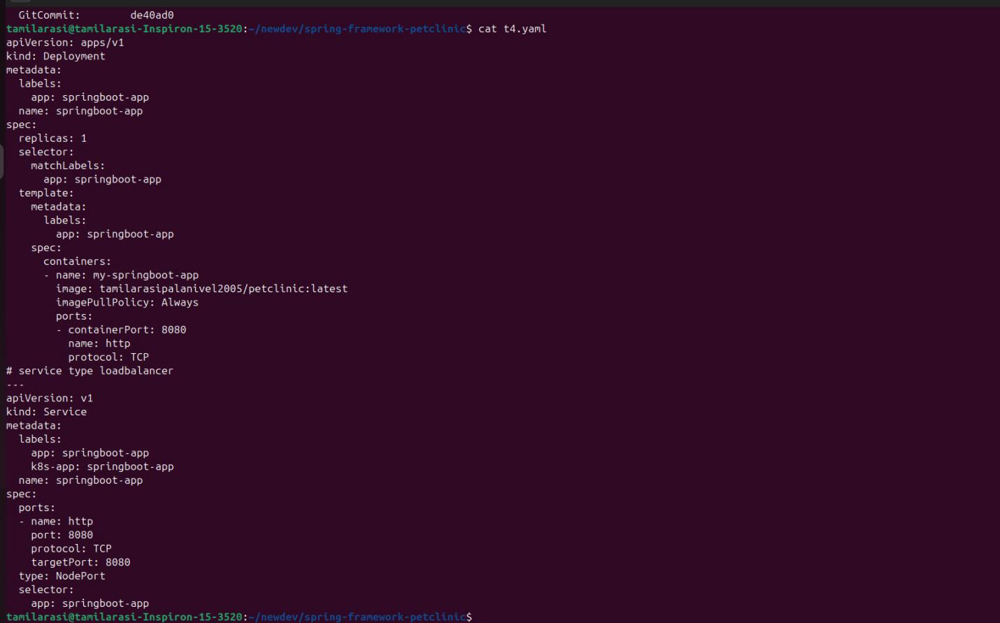 GitCommit:        de40ad0
tamilarasi@tamilarasi-Inspiron-15-3520:~/newdev/spring-framework-petclinic$ cat t4.yaml
apiVersion: apps/v1
kind: Deployment
metadata:
  labels:
    app: springboot-app
  name: springboot-app
spec:
  replicas: 1
  selector:
    matchLabels:
      app: springboot-app
  template:
    metadata:
      labels:
        app: springboot-app
    spec:
      containers:
      - name: my-springboot-app
        image: tamilarasipalanivel2005/petclinic:latest
        imagePullPolicy: Always
        ports:
        - containerPort: 8080
          name: http
          protocol: TCP
# service type loadbalancer
---
apiVersion: v1
kind: Service
metadata:
  labels:
    app: springboot-app
    k8s-app: springboot-app
  name: springboot-app
spec:
  ports:
  - name: http
    port: 8080
    protocol: TCP
    targetPort: 8080
  type: NodePort
  selector:
    app: springboot-app
tamilarasi@tamilarasi-Inspiron-15-3520:~/newdev/spring-framework-petclinic$